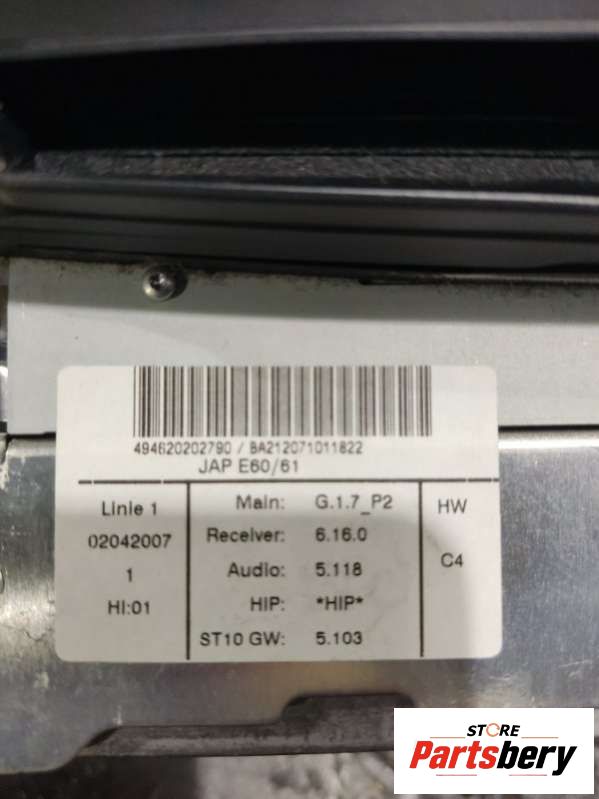 494620202790 / BA212071011822
JAP E60/61
Linie 1
02042007
1
HI:01
Main: G.1.7_P2
Receiver: 6.16.0
Audio: 5.118
HIP: *HIP*
ST10 GW: 5.103
HW
C4
STORE
Partsbery